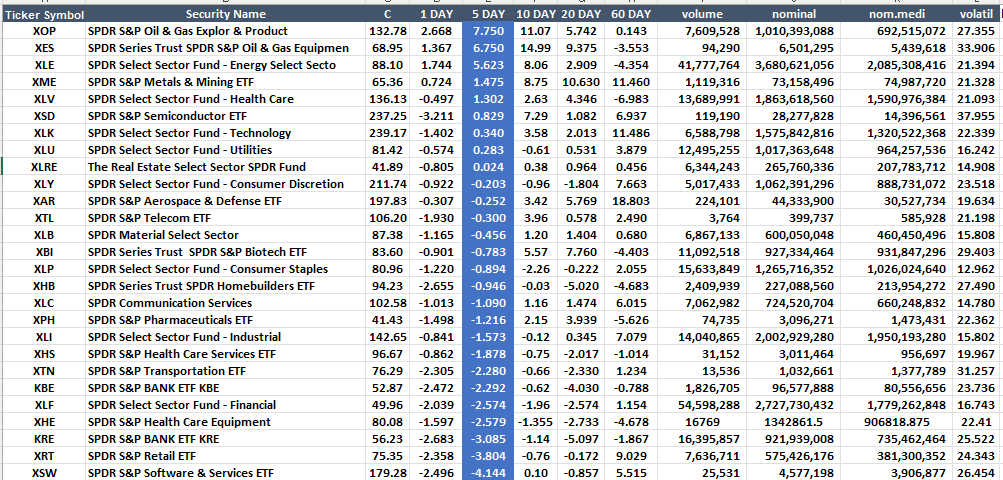 Ticker Symbol Security Name C 1 DAY 5 DAY 10 DAY 20 DAY 60 DAY volume nominal nom.medi volatil
XOP SPDR S&P Oil & Gas Explor & Product 132.78 2.668 7.750 11.07 5.742 0.143 7,609,528 1,010,393,088 692,515,072 27.355
XES SPDR Series Trust SPDR S&P Oil & Gas Equipmen 68.95 1.367 6.750 14.99 9.375 -3.553 94,290 6,501,295 5,439,618 33.906
XLE SPDR Select Sector Fund - Energy Select Secto 88.10 1.744 5.623 8.06 2.909 -4.354 41,777,764 3,680,621,056 2,085,308,416 21.394
XME SPDR S&P Metals & Mining ETF 65.36 0.724 1.475 8.75 10.630 11.460 1,119,316 73,158,496 74,987,720 21.328
XLV SPDR Select Sector Fund - Health Care 136.13 -0.497 1.302 2.63 4.346 -6.983 13,689,991 1,863,618,560 1,590,976,384 21.093
XSD SPDR S&P Semiconductor ETF 237.25 -3.211 0.829 7.29 1.082 6.937 119,190 28,277,828 14,396,561 37.955
XLK SPDR Select Sector Fund - Technology 239.17 -1.402 0.340 3.58 2.013 11.486 6,588,798 1,575,842,816 1,320,522,368 22.339
XLU SPDR Select Sector Fund - Utilities 81.42 -0.574 0.283 -0.61 0.531 3.879 12,495,255 1,017,363,648 964,257,536 16.242
XLRE The Real Estate Select Sector SPDR Fund 41.89 -0.805 0.024 0.38 0.964 0.456 6,344,243 265,760,336 207,783,712 14.908
XLY SPDR Select Sector Fund - Consumer Discretion 211.74 -0.922 -0.203 -0.96 -1.804 7.663 5,017,433 1,062,391,296 888,731,072 23.518
XAR SPDR S&P Aerospace & Defense ETF 197.83 -0.307 -0.252 3.42 5.769 18.803 224,101 44,333,900 30,527,734 19.634
XTL SPDR S&P Telecom ETF 106.20 -1.930 -0.300 3.96 0.578 2.490 3,764 399,737 585,928 21.198
XLB SPDR Material Select Sector 87.38 -1.165 -0.456 1.20 1.404 0.680 6,867,133 600,050,048 460,450,496 15.808
XBI SPDR Series Trust SPDR S&P Biotech ETF 83.60 -0.901 -0.783 5.57 7.760 -4.403 11,092,518 927,334,464 931,847,296 29.403
XLP SPDR Select Sector Fund - Consumer Staples 80.96 -1.220 -0.894 -2.26 -0.222 2.055 15,633,849 1,265,716,352 1,026,024,640 12.962
XHB SPDR Series Trust SPDR Homebuilders ETF 94.23 -2.655 -0.946 -0.03 -5.020 -4.683 2,409,939 227,088,560 213,954,272 27.490
XLC SPDR Communication Services 102.58 -1.013 -1.090 1.16 1.474 6.015 7,062,982 724,520,704 660,248,832 14.780
XPH SPDR S&P Pharmaceuticals ETF 41.43 -1.498 -1.216 2.15 3.939 -5.626 74,735 3,096,271 1,473,431 22.362
XLI SPDR Select Sector Fund - Industrial 142.65 -0.841 -1.573 -0.12 0.345 7.079 14,040,865 2,002,929,280 1,950,193,280 15.802
XHS SPDR S&P Health Care Services ETF 96.67 -0.862 -1.878 -0.75 -2.017 -1.014 31,152 3,011,464 956,697 19.967
XTN SPDR S&P Transportation ETF 76.29 -2.305 -2.280 -0.66 -2.330 1.234 13,536 1,032,661 1,377,789 31.257
KBE SPDR S&P BANK ETF KBE 52.87 -2.472 -2.292 -0.62 -4.030 -0.788 1,826,705 96,577,888 80,556,656 23.736
XLF SPDR Select Sector Fund - Financial 49.96 -2.039 -2.574 -1.96 -2.574 1.154 54,598,288 2,727,730,432 1,779,262,848 16.743
XHE SPDR S&P Health Care Equipment 80.08 -1.597 -2.579 -1.355 -2.733 -4.678 16769 1342861.5 906818.875 22.41
KRE SPDR S&P BANK ETF KRE 56.23 -2.683 -3.085 -1.14 -5.097 -1.867 16,395,857 921,939,008 735,462,464 25.522
XRT SPDR S&P Retail ETF 75.35 -2.358 -3.804 -0.76 -0.172 9.029 7,636,711 575,426,176 381,300,352 24.343
XSW SPDR S&P Software & Services ETF 179.28 -2.496 -4.144 0.10 -0.857 5.515 25,531 4,577,198 3,906,877 26.454